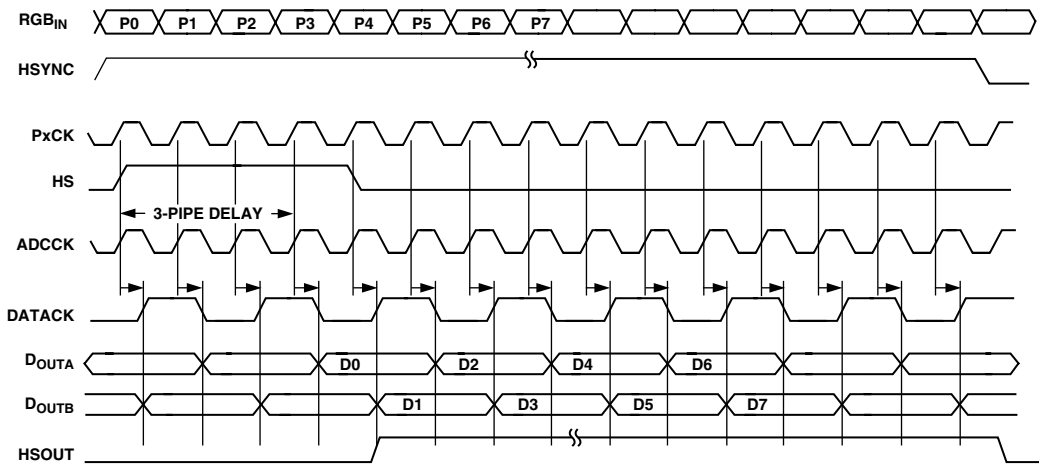 RGBIN P0 P1 P2 P3 P4 P5 P6 P7
HSYNC
PxCK
HS
3-PIPE DELAY
ADCCK
DATACK
DOUTA D0 D2 D4 D6
DOUTB D1 D3 D5 D7
HSOUT